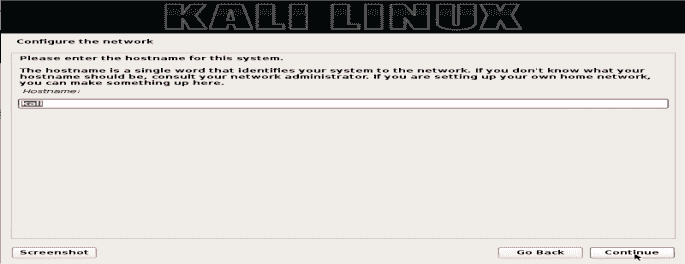 KALI LINUX
Configure the network
Please enter the hostname for this system.
The hostname is a single word that identifies your system to the network. If you don't know what your
hostname should be, consult your network administrator. If you are setting up your own home network,
you can make something up here.
Hostname:
kali
Screenshot
Go Back
Continue